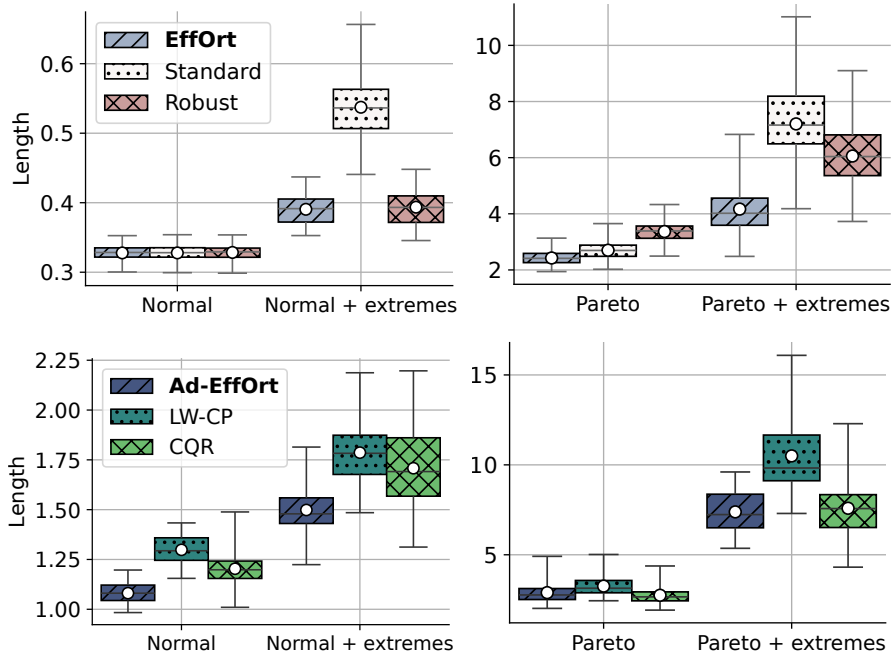 EffOrt
Standard
Robust
Length
0.6
0.5
0.4
0.3
Normal
Normal + extremes
10
8
6
4
2
Pareto
Pareto + extremes
Ad-EffOrt
LW-CP
CQR
Length
2.25
2.00
1.75
1.50
1.25
1.00
Normal
Normal + extremes
15
10
5
Pareto
Pareto + extremes